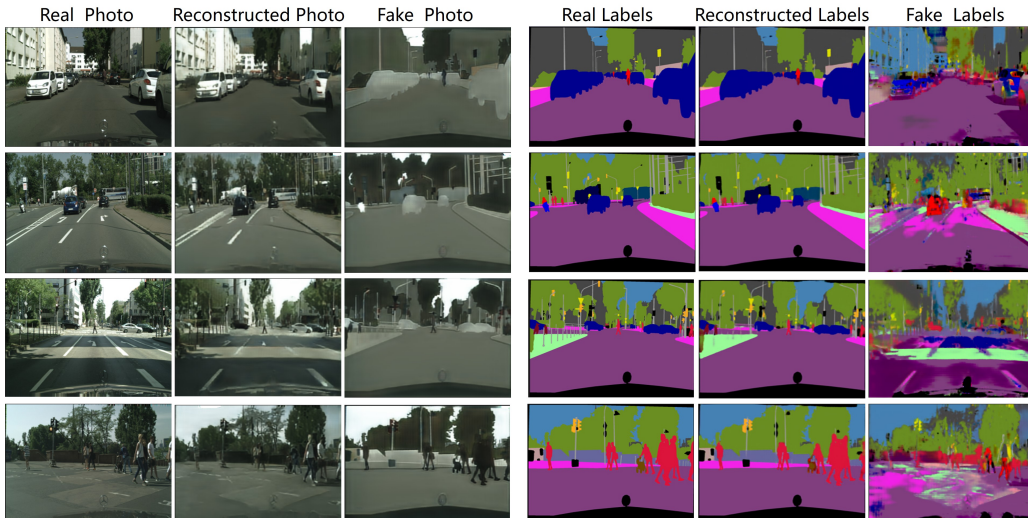 Real Photo
Reconstructed Photo
Fake Photo
Real Labels
Reconstructed Labels
Fake Labels